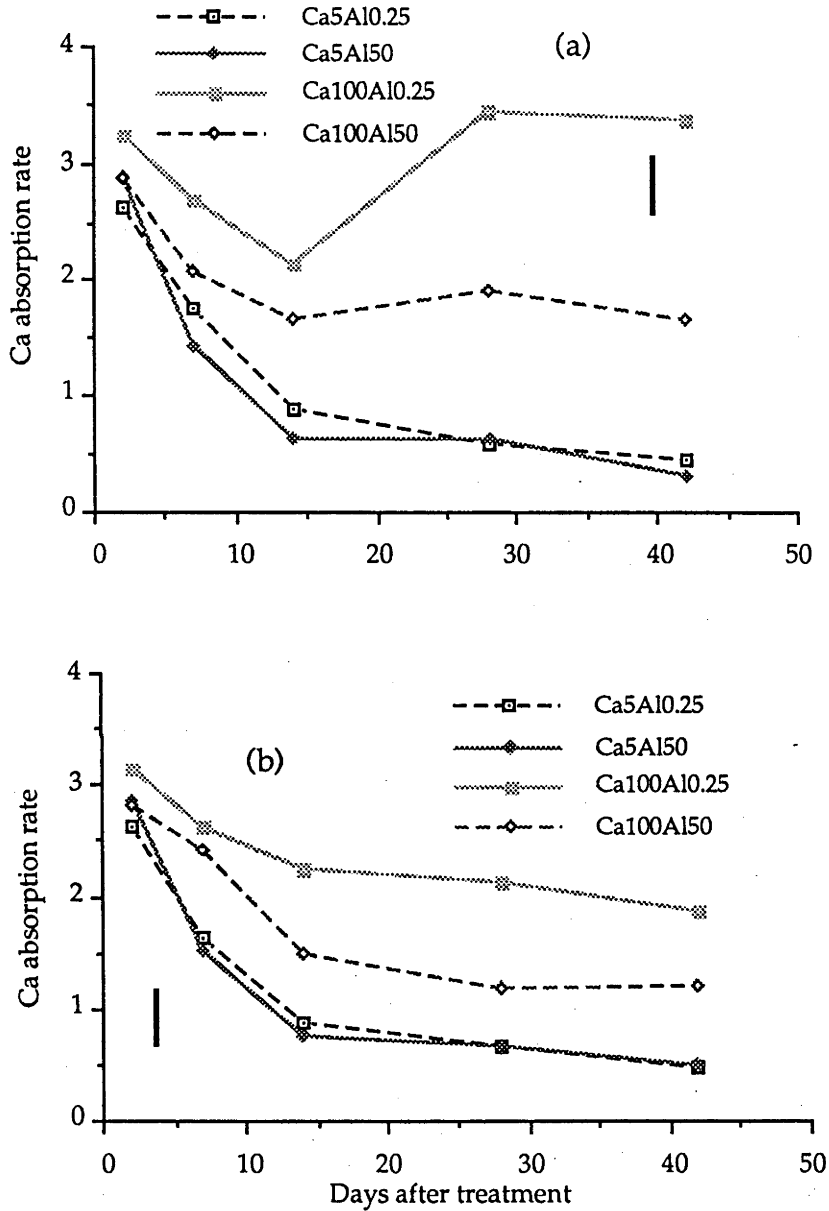 Ca5Al0.25
Ca5Al50
(a)
Ca100Al0.25
Ca100Al50
4
3
2
1
0
Ca absorption rate
0 10 20 30 40 50
4
3
2
1
0
Ca absorption rate
(b)
Ca5Al0.25
Ca5Al50
Ca100Al0.25
Ca100Al50
0 10 20 30 40 50
Days after treatment